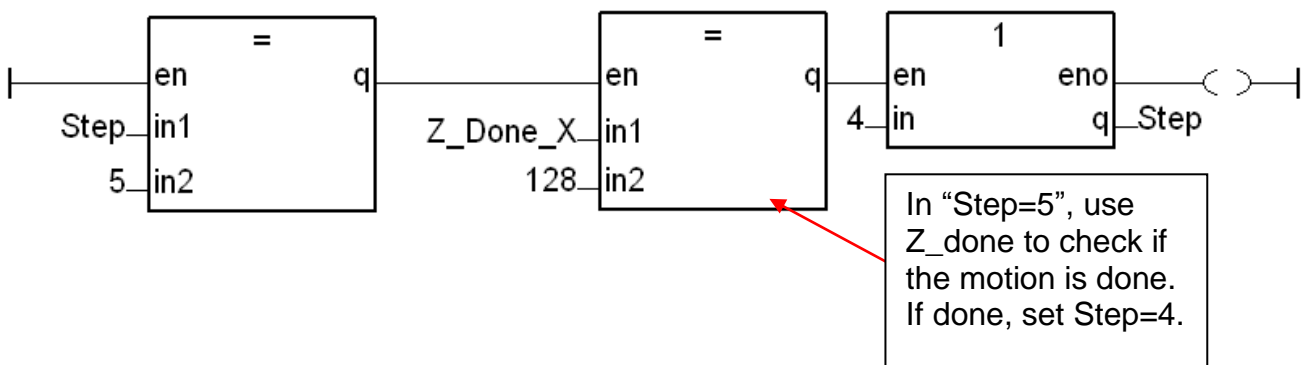 = = 1
en q en q en eno
Step in1 Z_Done_X in1 4 in q Step
5 in2 128 in2
In “Step=5”, use
Z_done to check if
the motion is done.
If done, set Step=4.